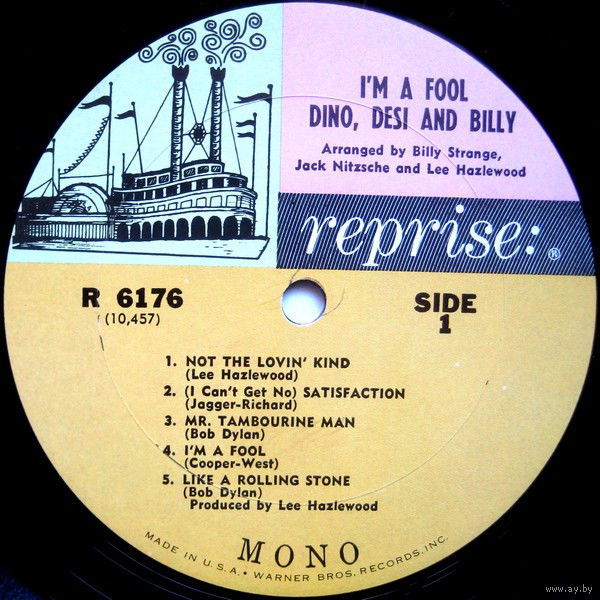 I'M A FOOL
DINO, DESI AND BILLY
Arranged by Billy Strange,
Jack Nitzsche and Lee Hazlewood
reprise:®
R 6176
(10,457)
SIDE
1
1. NOT THE LOVIN' KIND
(Lee Hazlewood)
2. (I Can't Get No) SATISFACTION
(Jagger-Richard)
3. MR. TAMBOURINE MAN
(Bob Dylan)
4. I'M A FOOL
(Cooper-West)
5. LIKE A ROLLING STONE
(Bob Dylan)
Produced by Lee Hazlewood
MONO
MADE IN U.S.A. • WARNER BROS. RECORDS, INC.
www.ay.by